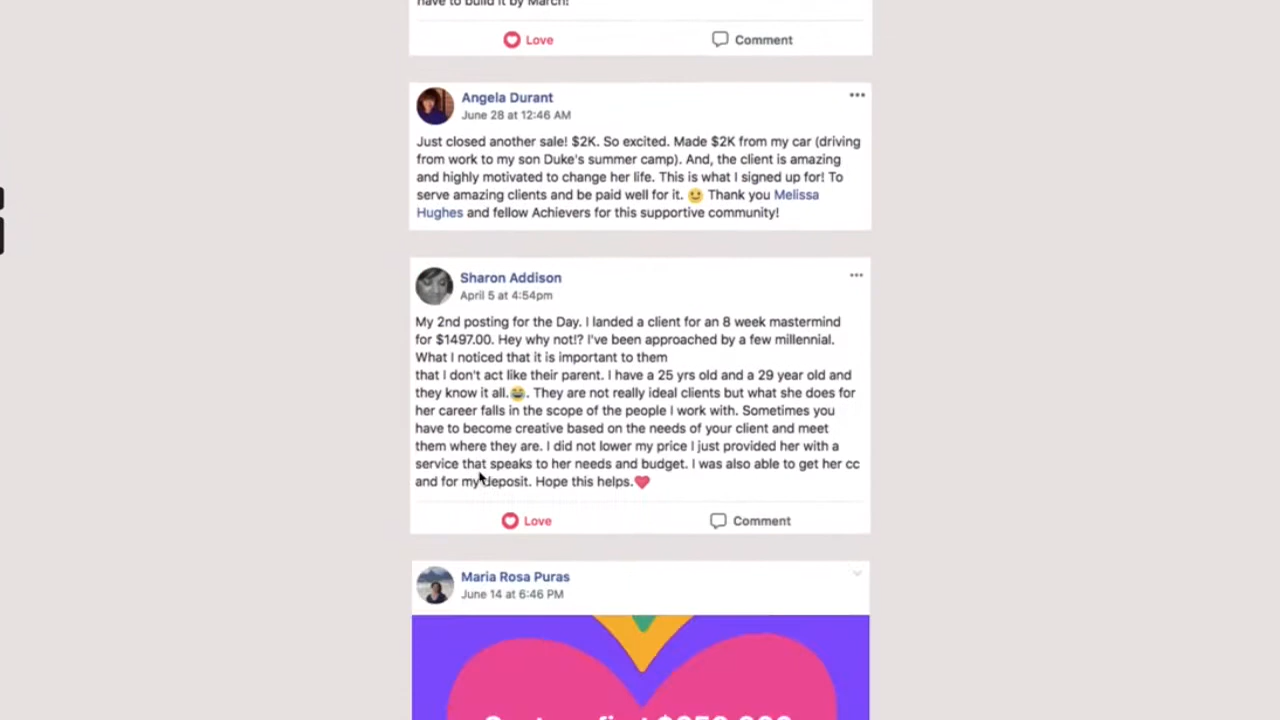 have to build it by March!
Love Comment
Angela Durant
June 28 at 12:46 AM
Just closed another sale! $2K. So excited. Made $2K from my car (driving
from work to my son Duke's summer camp). And, the client is amazing
and highly motivated to change her life. This is what I signed up for! To
serve amazing clients and be paid well for it. 😉 Thank you Melissa
Hughes and fellow Achievers for this supportive community!
Sharon Addison
April 5 at 4:54pm
My 2nd posting for the Day. I landed a client for an 8 week mastermind
for $1497.00. Hey why not!? I've been approached by a few millennial.
What I noticed that it is important to them
that I don't act like their parent. I have a 25 yrs old and a 29 year old and
they know it all.😂. They are not really ideal clients but what she does for
her career falls in the scope of the people I work with. Sometimes you
have to become creative based on the needs of your client and meet
them where they are. I did not lower my price I just provided her with a
service that speaks to her needs and budget. I was also able to get her cc
and for my deposit. Hope this helps.❤️
Love Comment
Maria Rosa Puras
June 14 at 6:46 PM